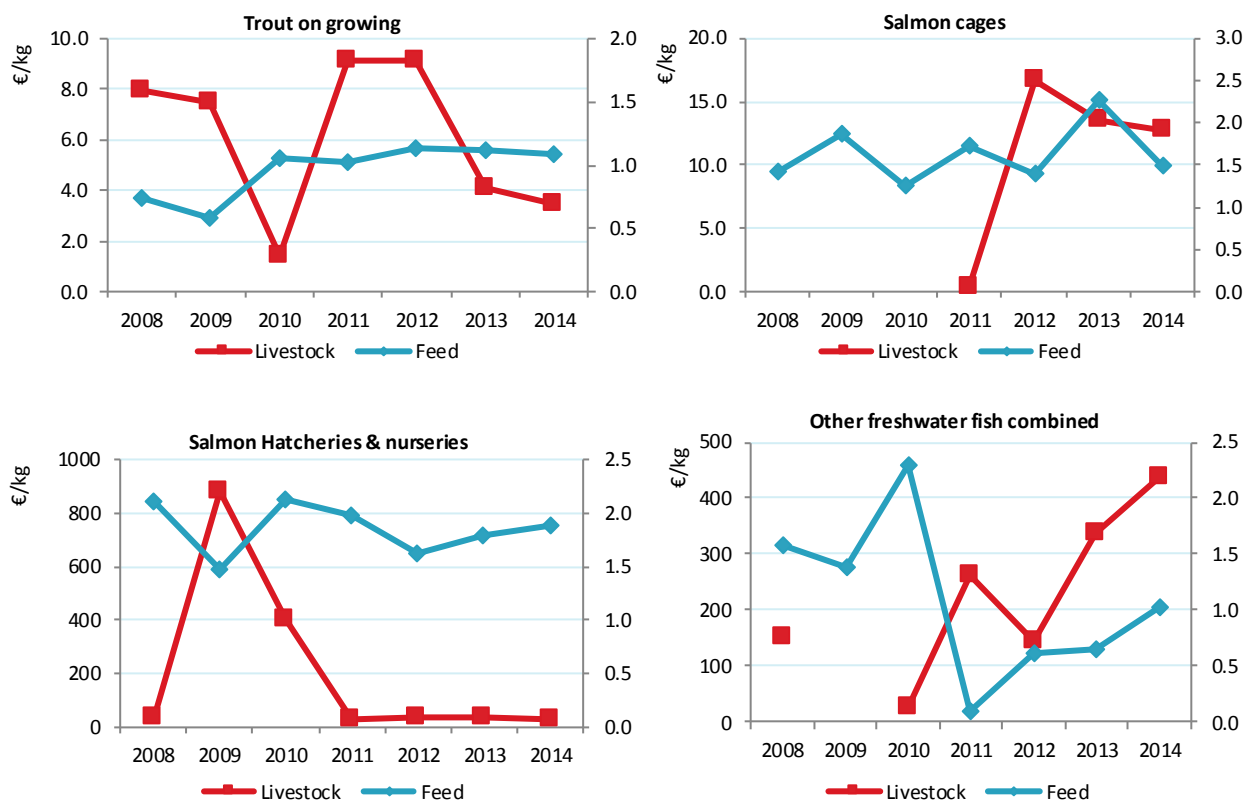 Trout on growing
€/kg
10.0
8.0
6.0
4.0
2.0
0.0
2.0
1.5
1.0
0.5
0.0
2008 2009 2010 2011 2012 2013 2014
Livestock Feed
Salmon cages
€/kg
20.0
15.0
10.0
5.0
0.0
3.0
2.5
2.0
1.5
1.0
0.5
0.0
2008 2009 2010 2011 2012 2013 2014
Livestock Feed
Salmon Hatcheries & nurseries
€/kg
1000
800
600
400
200
0
2.5
2.0
1.5
1.0
0.5
0.0
2008 2009 2010 2011 2012 2013 2014
Livestock Feed
Other freshwater fish combined
€/kg
500
400
300
200
100
0
2.5
2.0
1.5
1.0
0.5
0.0
2008 2009 2010 2011 2012 2013 2014
Livestock Feed